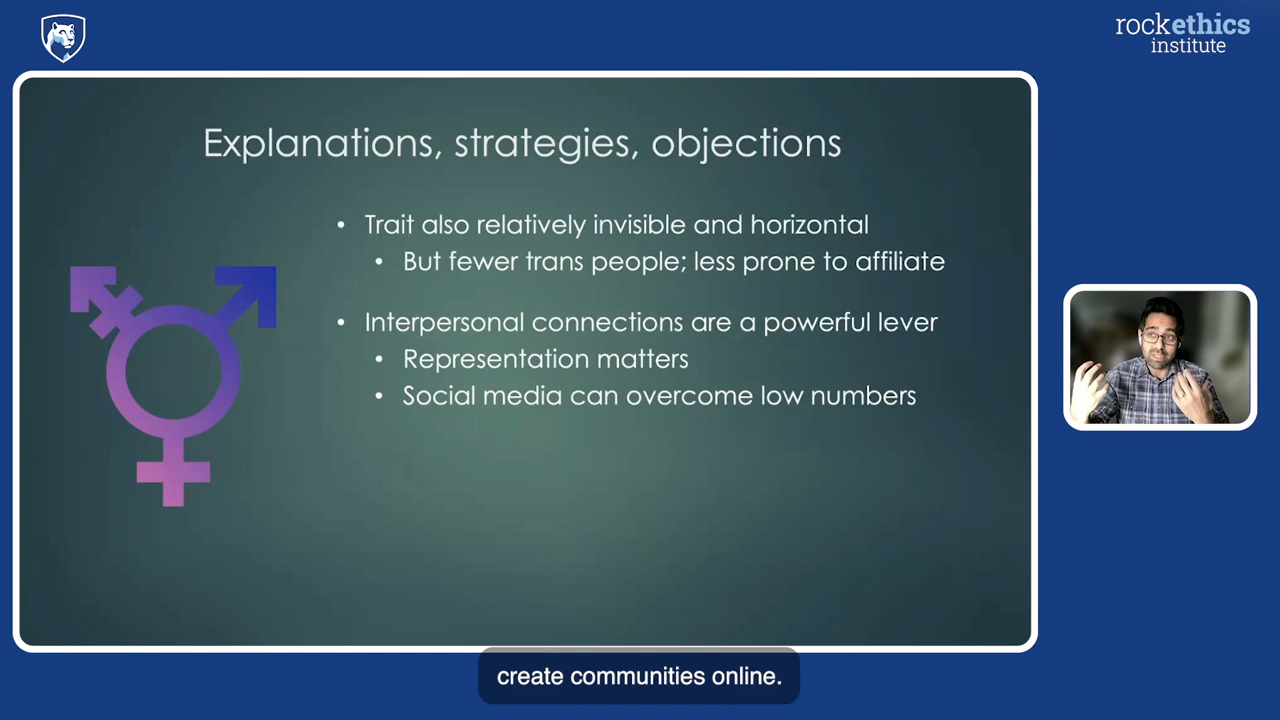 rockethics
institute
Explanations, strategies, objections
• Trait also relatively invisible and horizontal
• But fewer trans people; less prone to affiliate
• Interpersonal connections are a powerful lever
• Representation matters
• Social media can overcome low numbers
create communities online.